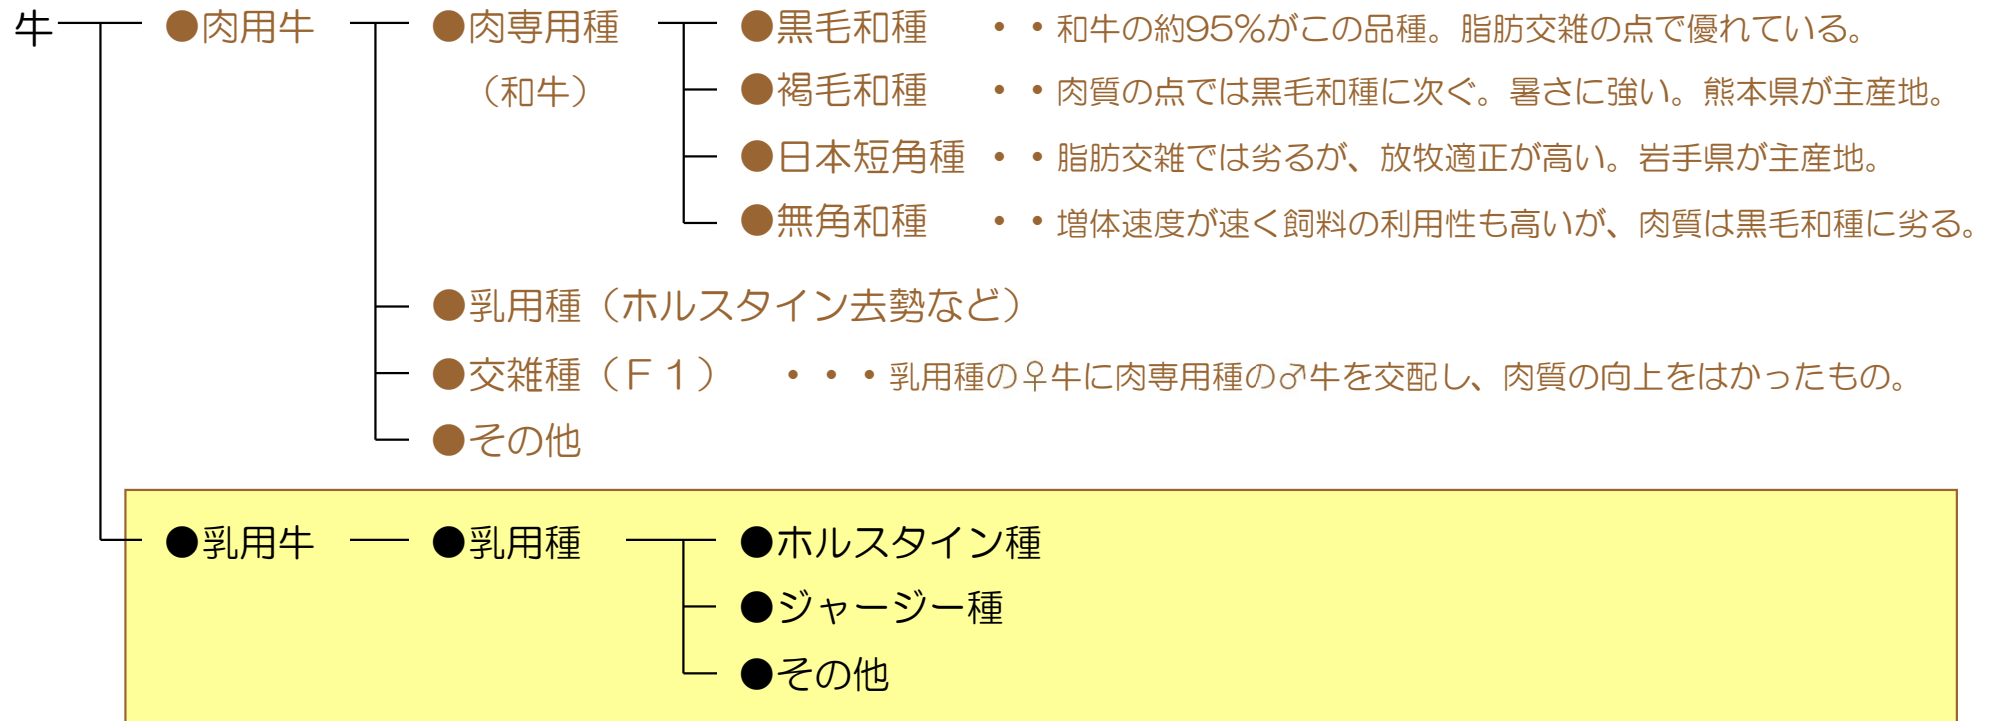 牛 ●肉用牛 ●肉専用種 ●黒毛和種 ・・和牛の約95%がこの品種。脂肪交雑の点で優れている。
（和牛） ●褐毛和種 ・・肉質の点では黒毛和種に次ぐ。暑さに強い。熊本県が主産地。
●日本短角種 ・・脂肪交雑では劣るが、放牧適正が高い。岩手県が主産地。
●無角和種 ・・増体速度が速く飼料の利用性も高いが、肉質は黒毛和種に劣る。
●乳用種（ホルスタイン去勢など）
●交雑種（Ｆ１） ・・・乳用種の♀牛に肉専用種の♂牛を交配し、肉質の向上をはかったもの。
●その他
●乳用牛 ●乳用種 ●ホルスタイン種
●ジャージー種
●その他